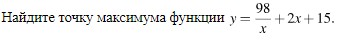 Найдите точку максимума функции y = 98/x + 2x + 15.